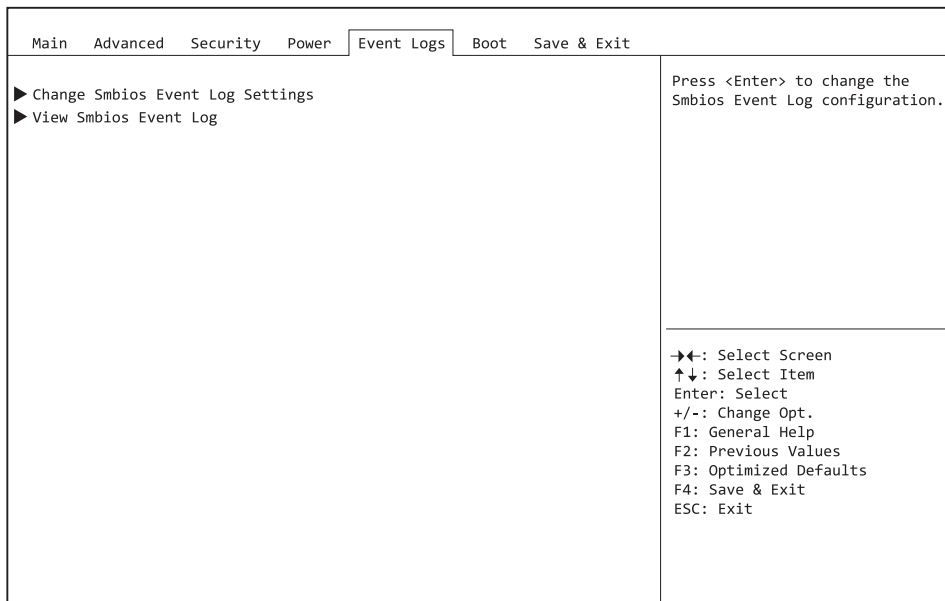 Main Advanced Security Power Event Logs Boot Save & Exit
▶ Change Smbios Event Log Settings
▶ View Smbios Event Log
Press <Enter> to change the
Smbios Event Log configuration.
→←: Select Screen
↑↓: Select Item
Enter: Select
+/-: Change Opt.
F1: General Help
F2: Previous Values
F3: Optimized Defaults
F4: Save & Exit
ESC: Exit